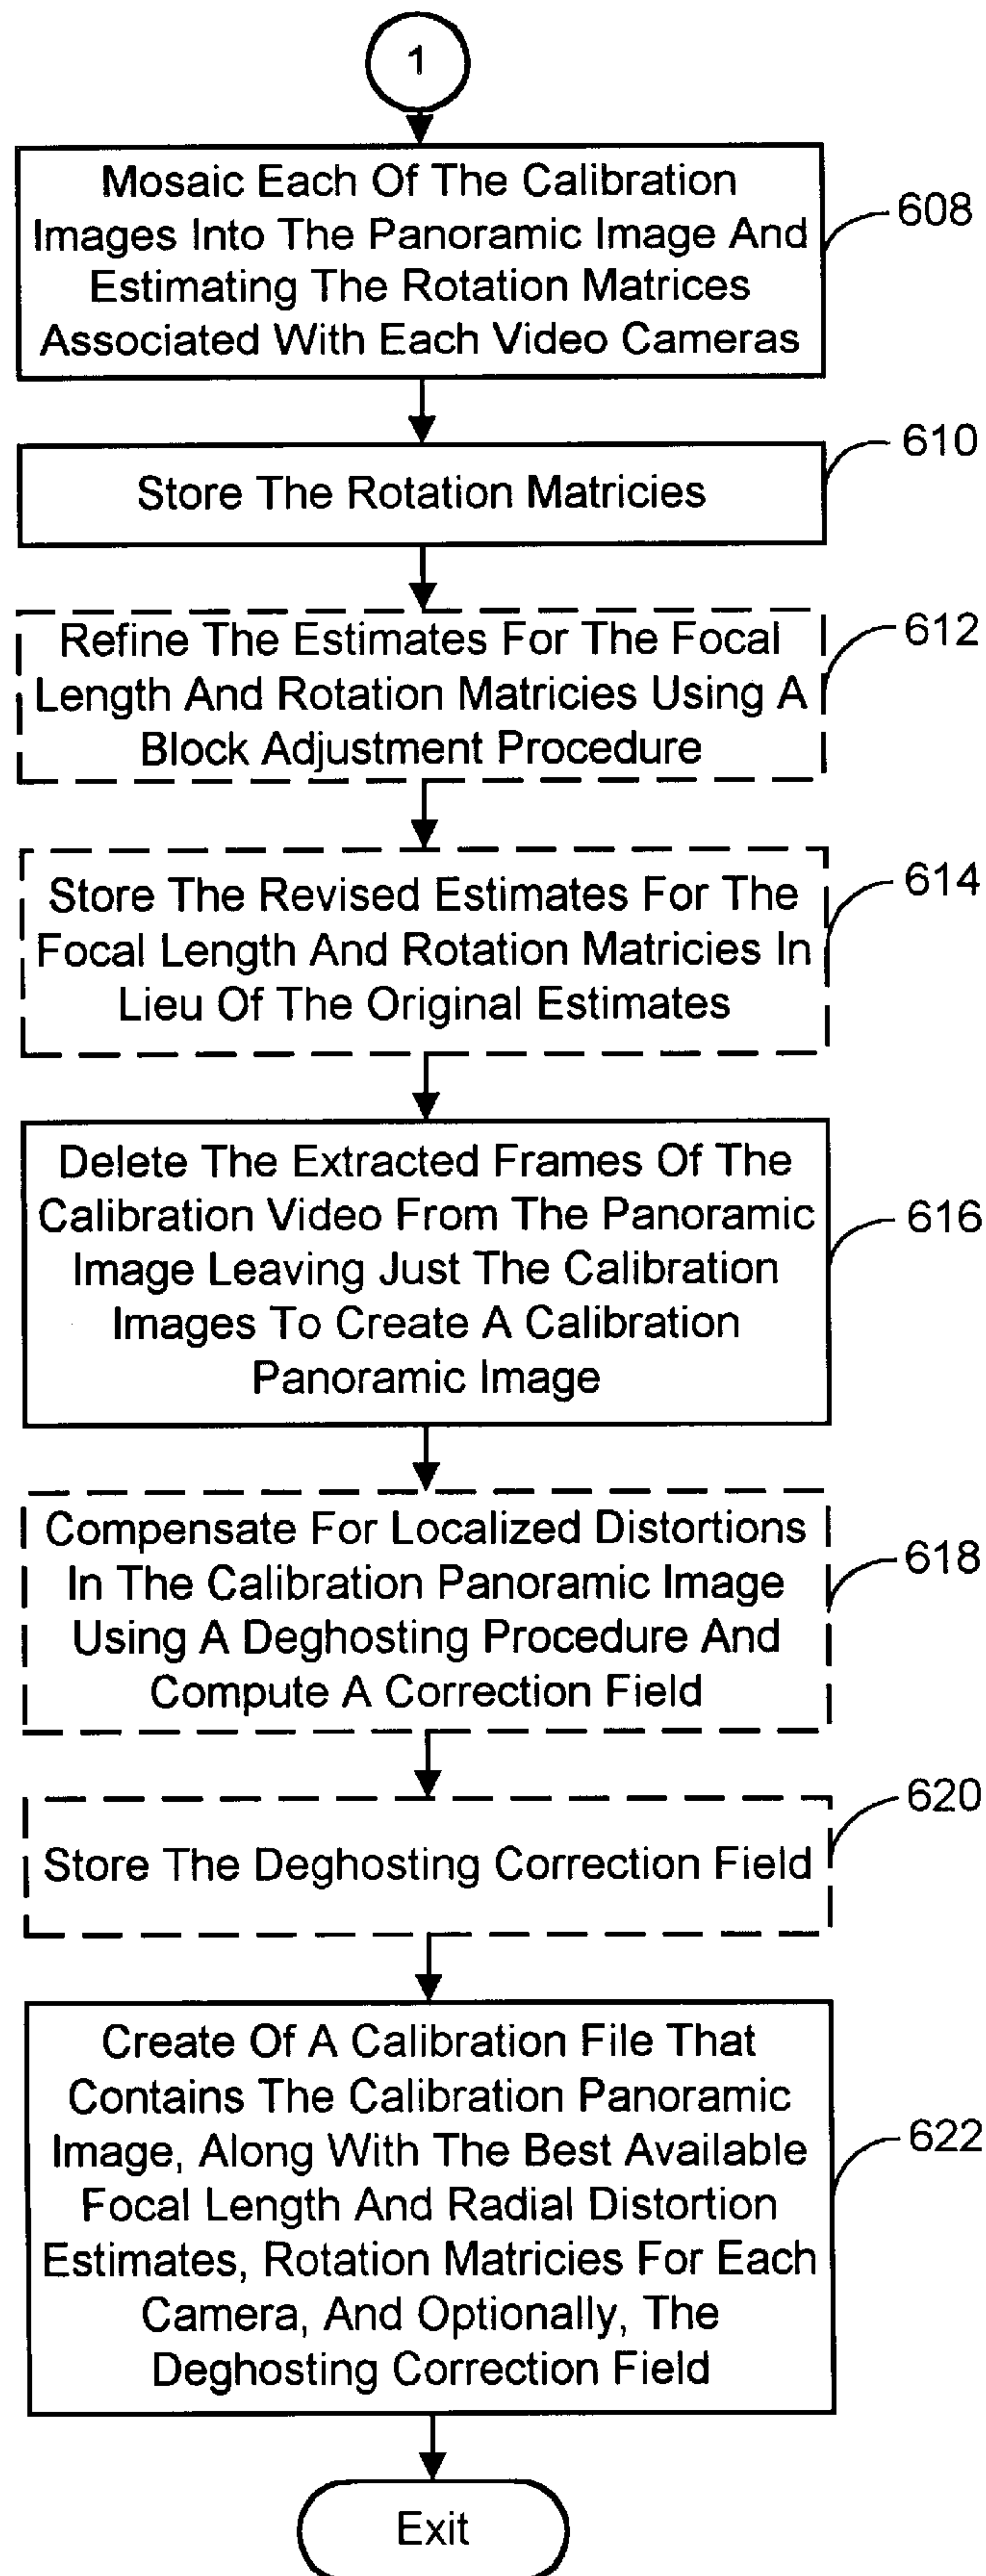 1
Mosaic Each Of The Calibration
Images Into The Panoramic Image And
Estimating The Rotation Matrices
Associated With Each Video Cameras
608
Store The Rotation Matricies
610
Refine The Estimates For The Focal
Length And Rotation Matricies Using A
Block Adjustment Procedure
612
Store The Revised Estimates For The
Focal Length And Rotation Matricies In
Lieu Of The Original Estimates
614
Delete The Extracted Frames Of The
Calibration Video From The Panoramic
Image Leaving Just The Calibration
Images To Create A Calibration
Panoramic Image
616
Compensate For Localized Distortions
In The Calibration Panoramic Image
Using A Deghosting Procedure And
Compute A Correction Field
618
Store The Deghosting Correction Field
620
Create Of A Calibration File That
Contains The Calibration Panoramic
Image, Along With The Best Available
Focal Length And Radial Distortion
Estimates, Rotation Matricies For Each
Camera, And Optionally, The
Deghosting Correction Field
622
Exit